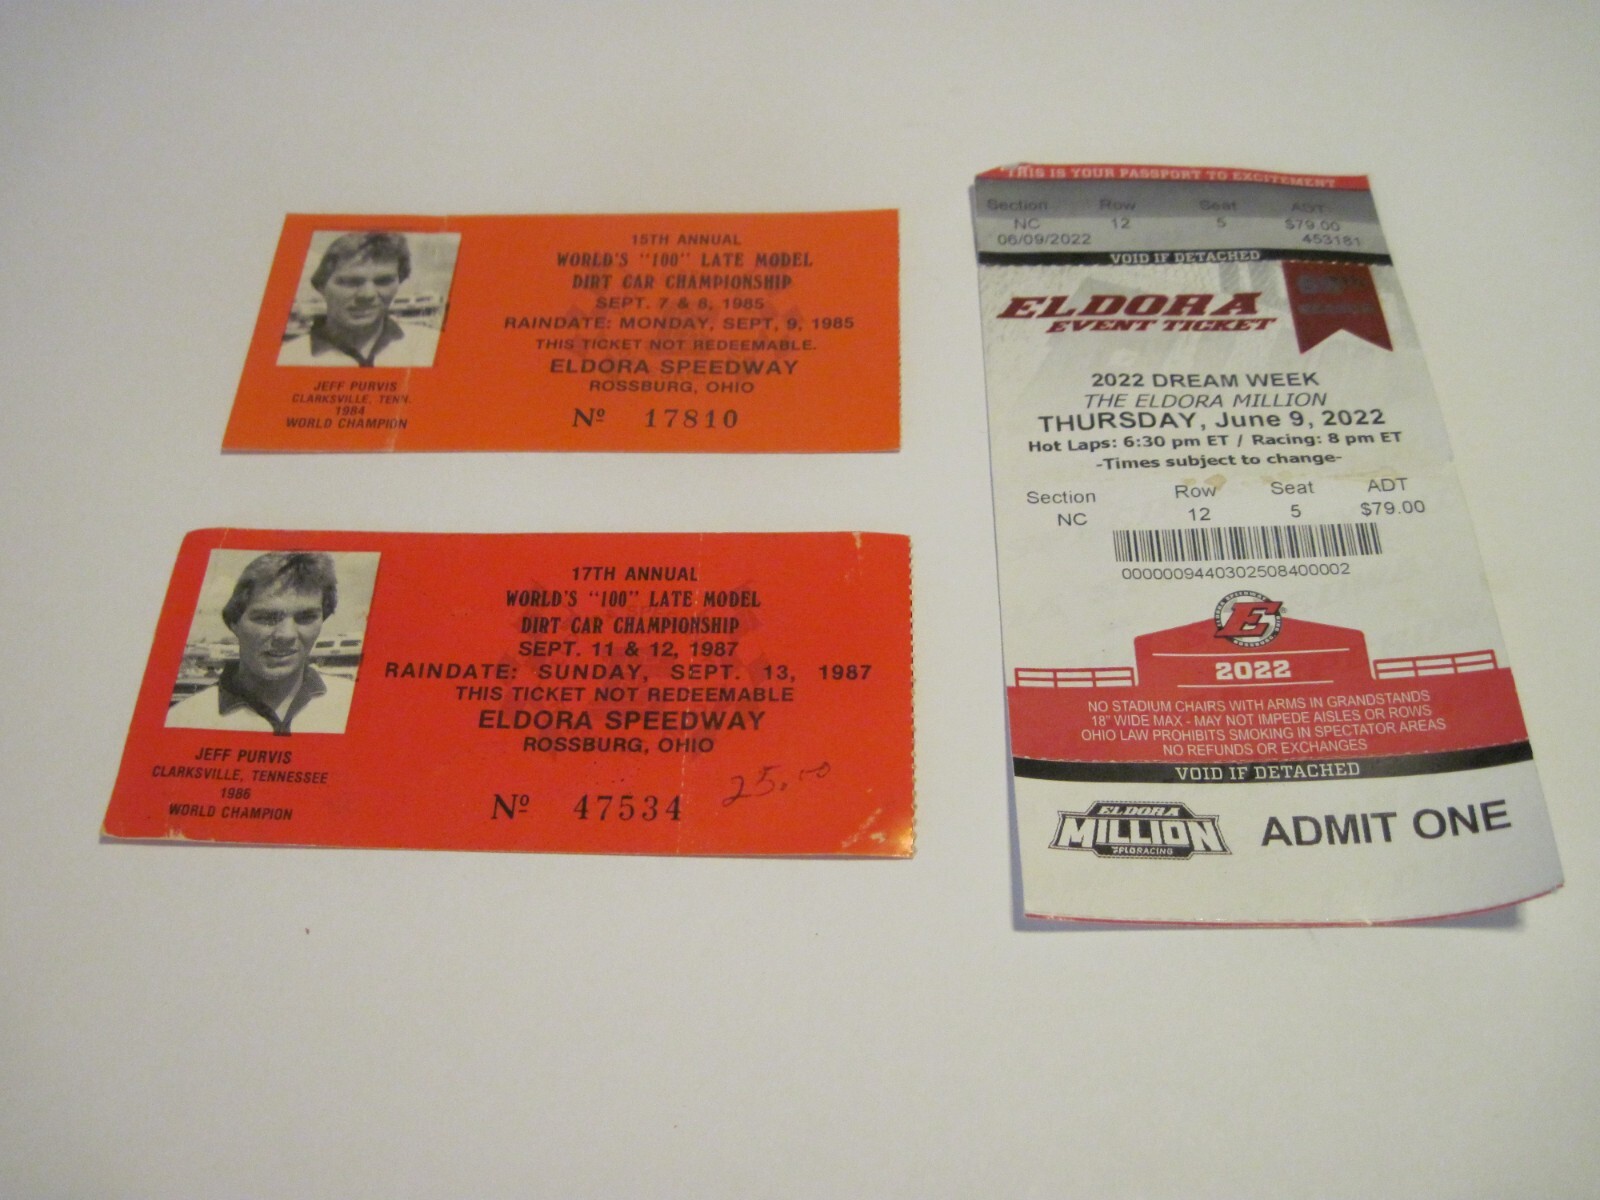 15TH ANNUAL
WORLD'S "100" LATE MODEL
DIRT CAR CHAMPIONSHIP
SEPT. 7 & 8, 1985
RAINDATE: MONDAY, SEPT. 9, 1985
THIS TICKET NOT REDEEMABLE.
ELDORA SPEEDWAY
ROSSBURG, OHIO
Nº 17810
JEFF PURVIS
CLARKSVILLE, TENN.
1984
WORLD CHAMPION
17TH ANNUAL
WORLD'S "100" LATE MODEL
DIRT CAR CHAMPIONSHIP
SEPT. 11 & 12, 1987
RAINDATE: SUNDAY, SEPT. 13, 1987
THIS TICKET NOT REDEEMABLE
ELDORA SPEEDWAY
ROSSBURG, OHIO
Nº 47534
25.00
JEFF PURVIS
CLARKSVILLE, TENNESSEE
1986
WORLD CHAMPION
THIS IS YOUR PASSPORT TO EXCITEMENT
Section Row Seat ADT
NC 12 5 $79.00
06/09/2022 453181
VOID IF DETACHED
ELDORA
EVENT TICKET
2022 DREAM WEEK
THE ELDORA MILLION
THURSDAY, June 9, 2022
Hot Laps: 6:30 pm ET / Racing: 8 pm ET
-Times subject to change-
Section Row Seat ADT
NC 12 5 $79.00
0000009440302508400002
E
2022
NO STADIUM CHAIRS WITH ARMS IN GRANDSTANDS
18" WIDE MAX - MAY NOT IMPEDE AISLES OR ROWS
OHIO LAW PROHIBITS SMOKING IN SPECTATOR AREAS
NO REFUNDS OR EXCHANGES
VOID IF DETACHED
ELDORA
MILLION
FLORACING
ADMIT ONE